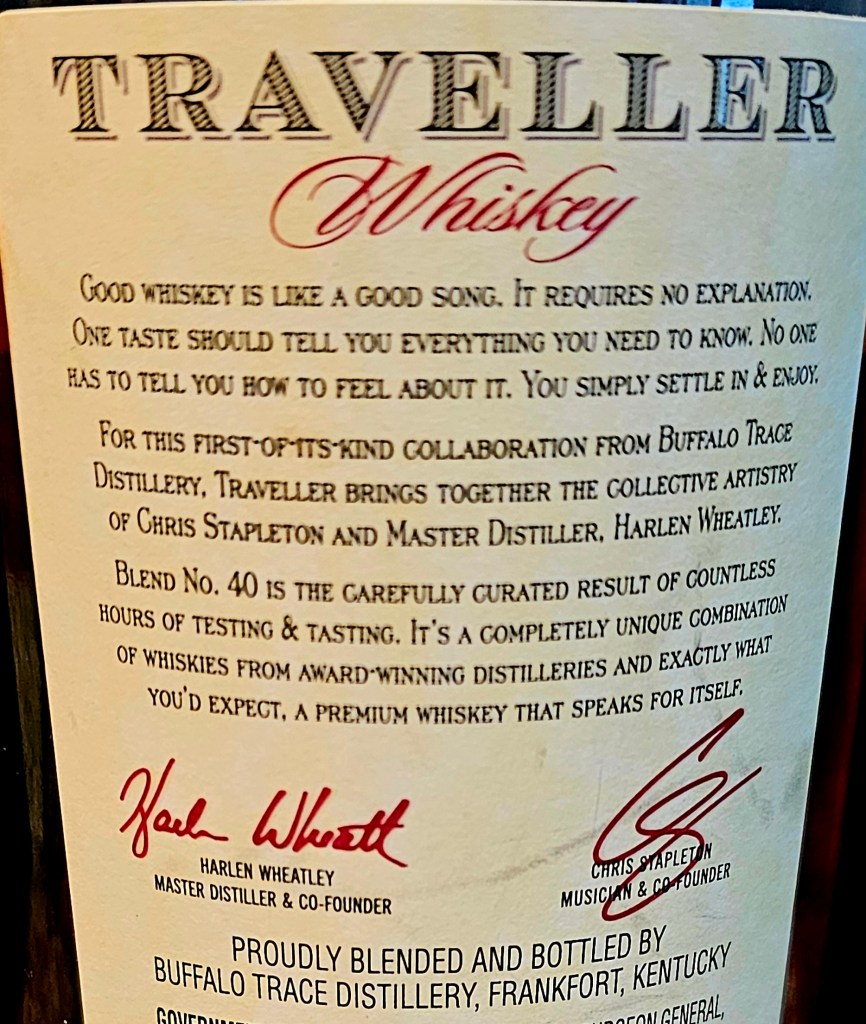 TRAVELLER
Whiskey
GOOD WHISKEY IS LIKE A GOOD SONG. IT REQUIRES NO EXPLANATION.
ONE TASTE SHOULD TELL YOU EVERYTHING YOU NEED TO KNOW. NO ONE
HAS TO TELL YOU HOW TO FEEL ABOUT IT. YOU SIMPLY SETTLE IN & ENJOY.
FOR THIS FIRST-OF-ITS-KIND COLLABORATION FROM BUFFALO TRACE
DISTILLERY, TRAVELLER BRINGS TOGETHER THE COLLECTIVE ARTISTRY
OF CHRIS STAPLETON AND MASTER DISTILLER, HARLEN WHEATLEY.
BLEND NO. 40 IS THE CAREFULLY CURATED RESULT OF COUNTLESS
HOURS OF TESTING & TASTING. IT'S A COMPLETELY UNIQUE COMBINATION
OF WHISKIES FROM AWARD-WINNING DISTILLERIES AND EXACTLY WHAT
YOU'D EXPECT, A PREMIUM WHISKEY THAT SPEAKS FOR ITSELF.
Harlen Wheatley
HARLEN WHEATLEY
MASTER DISTILLER & CO-FOUNDER
CS
CHRIS STAPLETON
MUSICIAN & CO-FOUNDER
PROUDLY BLENDED AND BOTTLED BY
BUFFALO TRACE DISTILLERY, FRANKFORT, KENTUCKY
GENERAL,